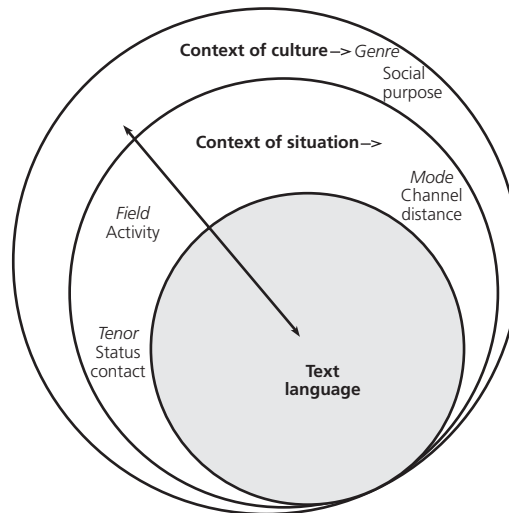 Context of culture –> Genre
Social
purpose
Context of situation –>
Mode
Channel
distance
Field
Activity
Tenor
Status
contact
Text
language